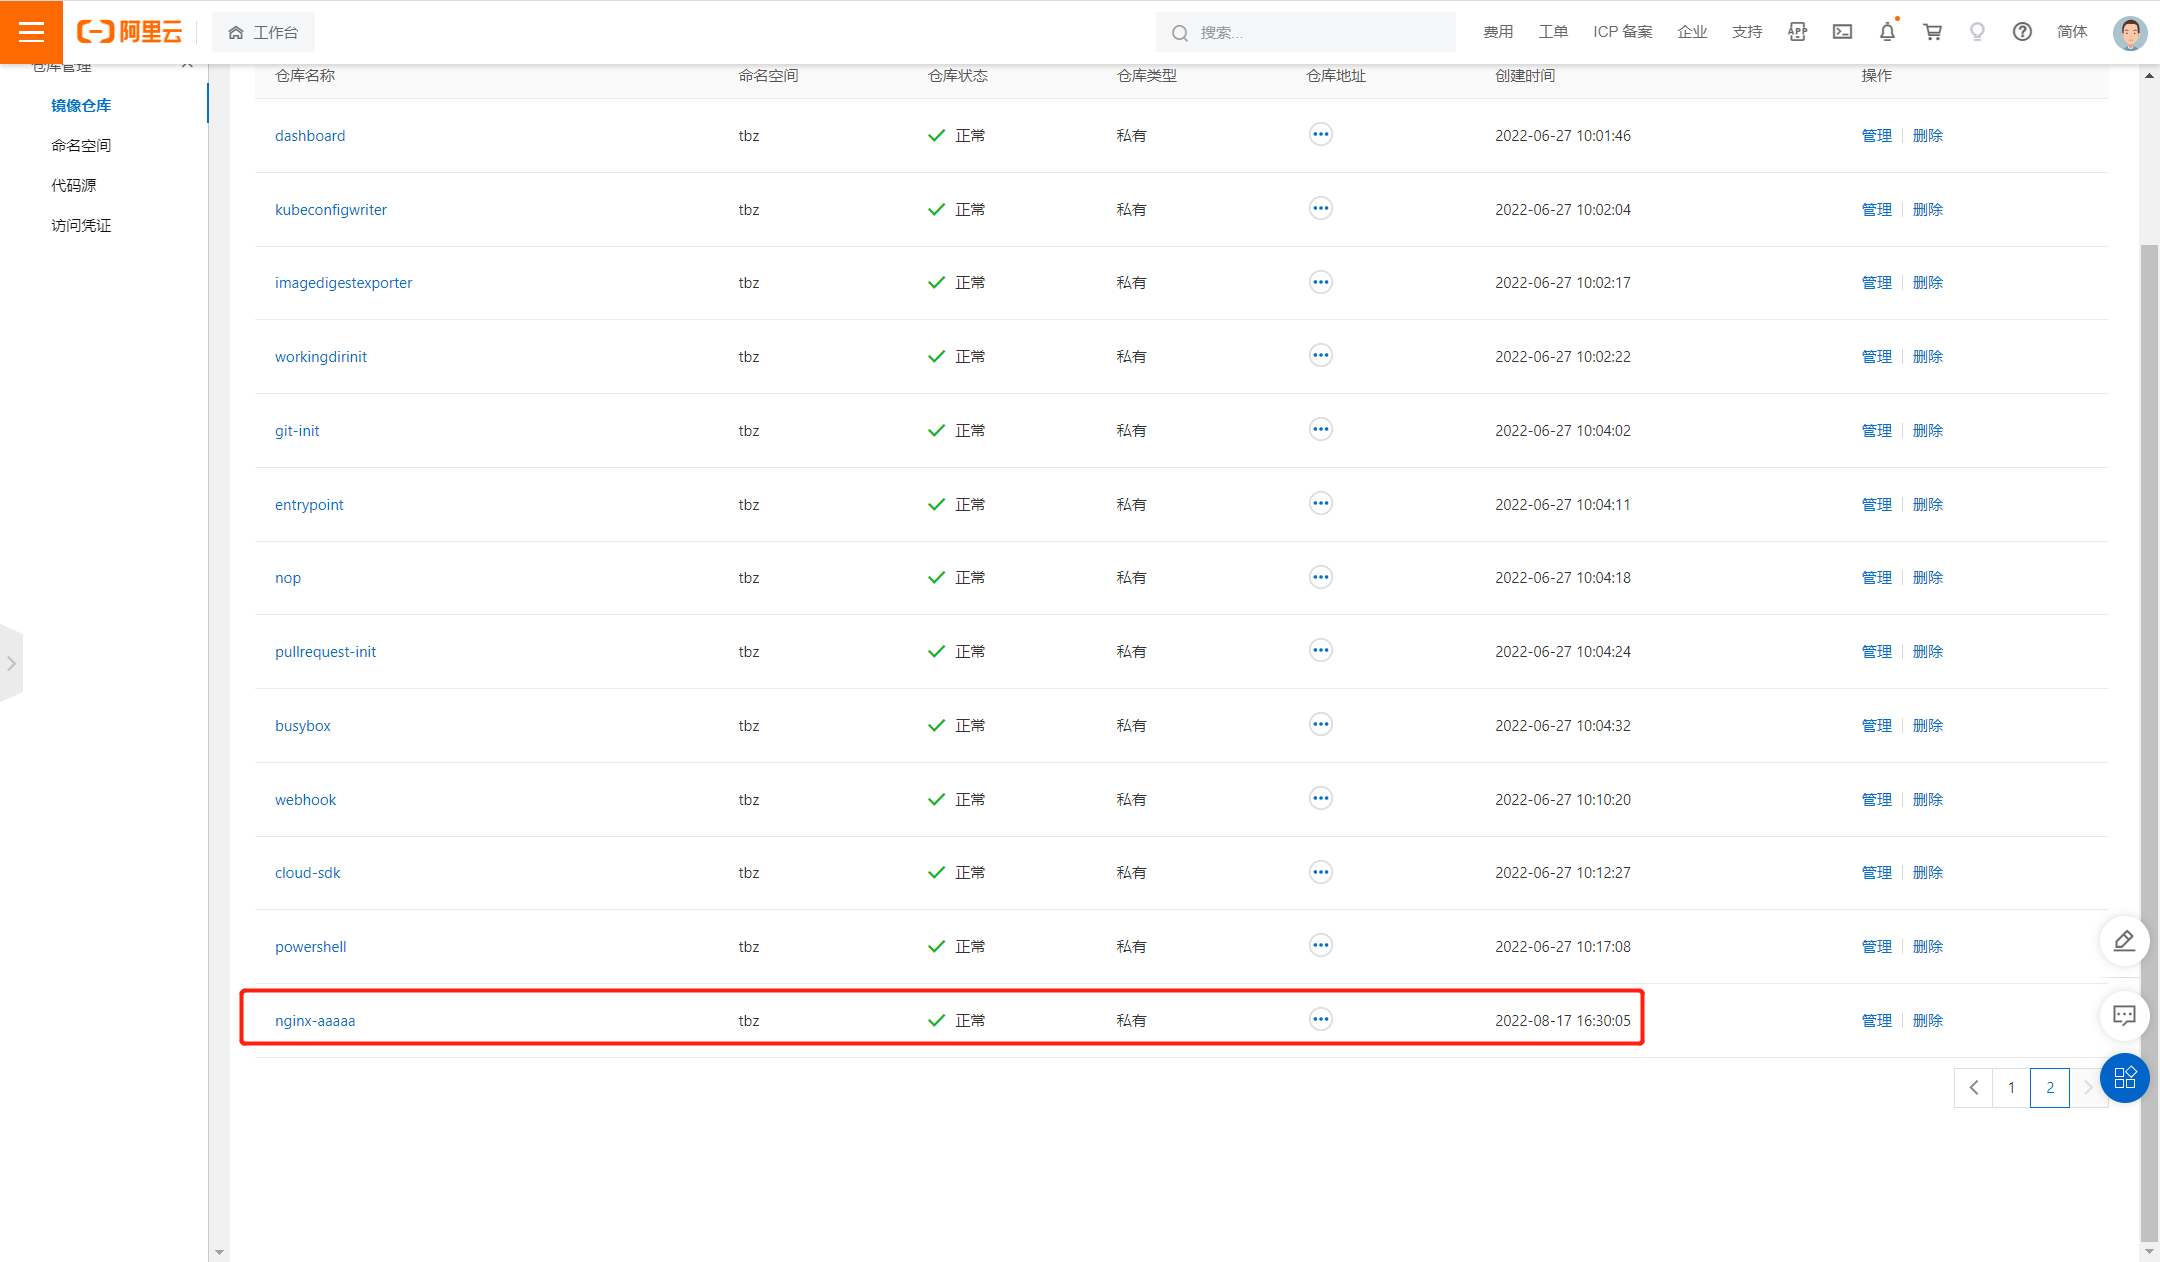 阿里云 工作台 搜索... 费用 工单 ICP 备案 企业 支持 APP 简体
仓库管理
镜像仓库
命名空间
代码源
访问凭证
仓库名称 命名空间 仓库状态 仓库类型 仓库地址 创建时间 操作
dashboard tbz 正常 私有 2022-06-27 10:01:46 管理 删除
kubeconfigwriter tbz 正常 私有 2022-06-27 10:02:04 管理 删除
imagedigestexporter tbz 正常 私有 2022-06-27 10:02:17 管理 删除
workingdirinit tbz 正常 私有 2022-06-27 10:02:22 管理 删除
git-init tbz 正常 私有 2022-06-27 10:04:02 管理 删除
entrypoint tbz 正常 私有 2022-06-27 10:04:11 管理 删除
nop tbz 正常 私有 2022-06-27 10:04:18 管理 删除
pullrequest-init tbz 正常 私有 2022-06-27 10:04:24 管理 删除
busybox tbz 正常 私有 2022-06-27 10:04:32 管理 删除
webhook tbz 正常 私有 2022-06-27 10:10:20 管理 删除
cloud-sdk tbz 正常 私有 2022-06-27 10:12:27 管理 删除
powershell tbz 正常 私有 2022-06-27 10:17:08 管理 删除
nginx-aaaaa tbz 正常 私有 2022-08-17 16:30:05 管理 删除
1 2